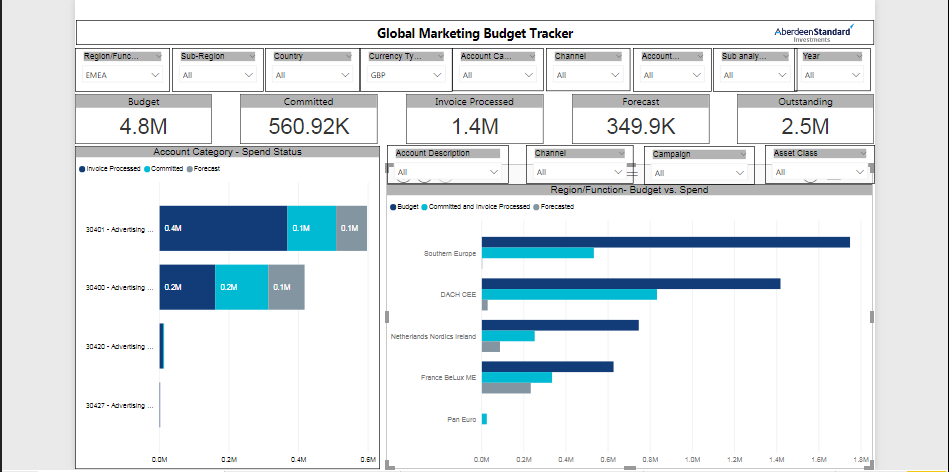 Global Marketing Budget Tracker
AberdeenStandard
Investments
Region/Func... Sub-Region Country Currency Ty... Account Ca... Channel Account... Sub analy... Year
EMEA All All GBP All All All All All
Budget Committed Invoice Processed Forecast Outstanding
4.8M 560.92K 1.4M 349.9K 2.5M
Account Category - Spend Status
Invoice Processed Committed Forecast
30401 - Advertising ... 0.4M 0.1M 0.1M
30400 - Advertising ... 0.2M 0.2M 0.1M
30420 - Advertising ...
30427 - Advertising ...
0.0M 0.2M 0.4M 0.6M
Account Description Channel Campaign Asset Class
All All All All
Region/Function- Budget vs. Spend
Budget Committed and Invoice Processed Forecasted
Southern Europe
DACH CEE
Netherlands Nordics Ireland
France BeLux ME
Pan Euro
0.0M 0.2M 0.4M 0.6M 0.8M 1.0M 1.2M 1.4M 1.6M 1.8M